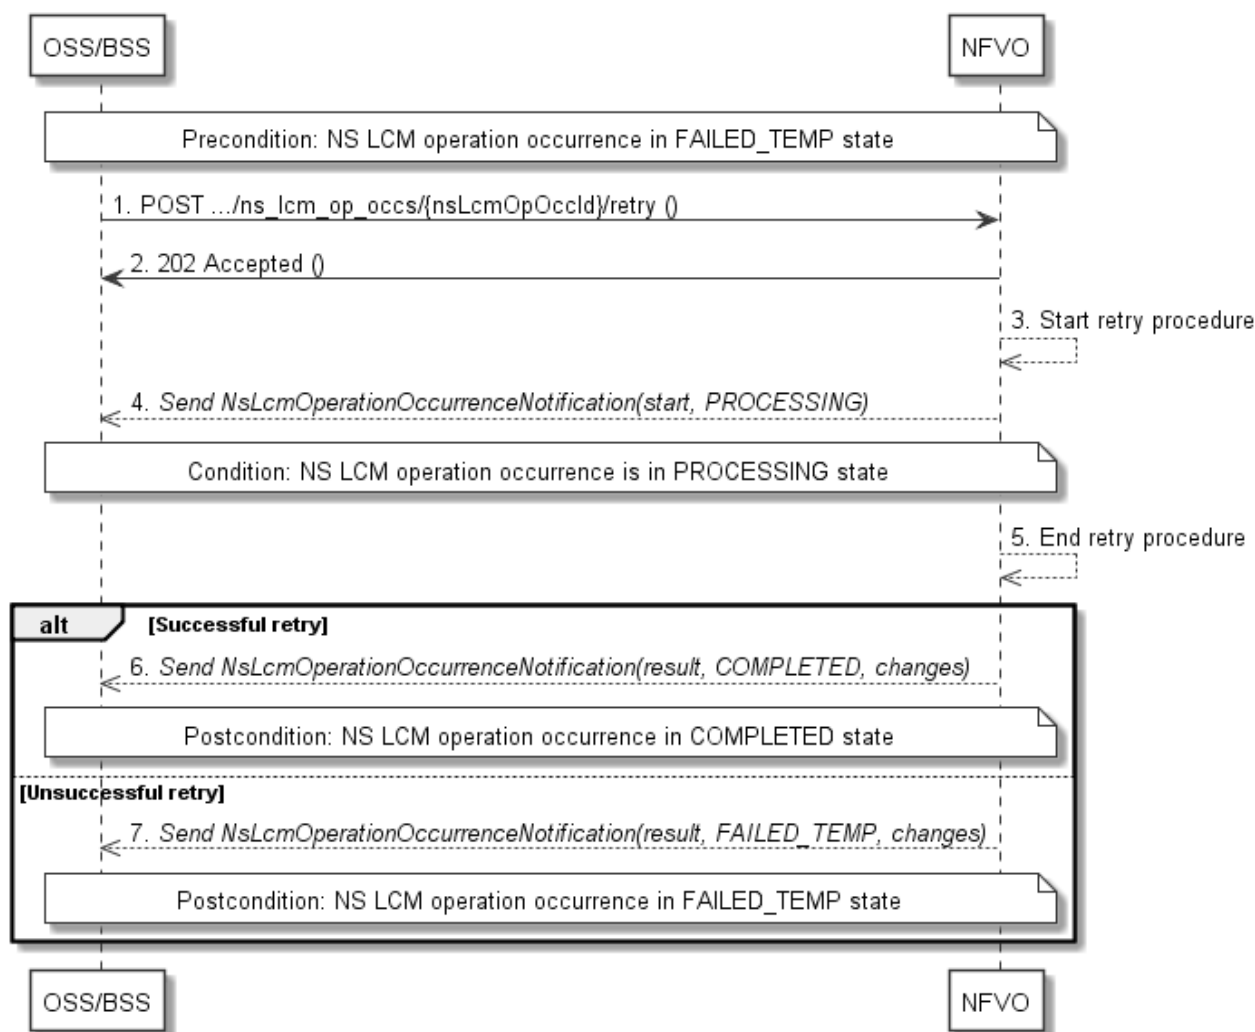 OSS/BSS
NFVO
Precondition: NS LCM operation occurrence in FAILED_TEMP state
1. POST .../ns_lcm_op_occs/{nsLcmOpOccId}/retry ()
2. 202 Accepted ()
3. Start retry procedure
4. Send NsLcmOperationOccurrenceNotification(start, PROCESSING)
Condition: NS LCM operation occurrence is in PROCESSING state
5. End retry procedure
alt [Successful retry]
6. Send NsLcmOperationOccurrenceNotification(result, COMPLETED, changes)
Postcondition: NS LCM operation occurrence in COMPLETED state
[Unsuccessful retry]
7. Send NsLcmOperationOccurrenceNotification(result, FAILED_TEMP, changes)
Postcondition: NS LCM operation occurrence in FAILED_TEMP state
OSS/BSS
NFVO